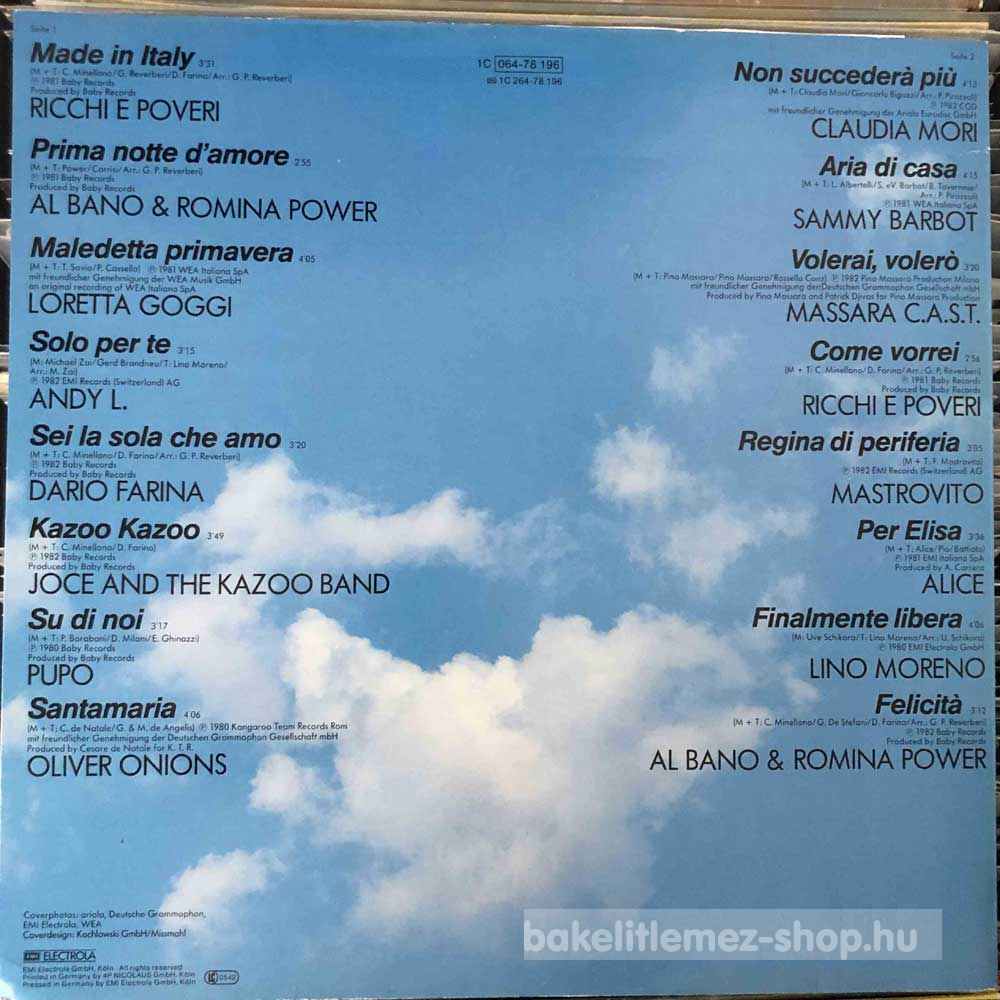 Seite 1
Made in Italy 3'31
(M + T: C. Minellono/G. Reverberi/D. Farina/Arr.: G. P. Reverberi)
℗ 1981 Baby Records
Produced by Baby Records
RICCHI E POVERI
Prima notte d'amore 2'55
(M + T: Power/Carrisi/Arr.: G. P. Reverberi)
℗ 1981 Baby Records
Produced by Baby Records
AL BANO & ROMINA POWER
Maledetta primavera 4'05
(M + T: T. Savio/P. Cassella) ℗ 1981 WEA Italiana SpA
mit freundlicher Genehmigung der WEA Musik GmbH
an original recording of WEA Italiana SpA
LORETTA GOGGI
Solo per te 3'15
(M: Michael Zai/Gerd Brandneu/T: Lino Moreno/
Arr.: M. Zai)
℗ 1982 EMI Records (Switzerland) AG
ANDY L.
Sei la sola che amo 3'20
(M + T: C. Minellono/D. Farina/Arr.: G. P. Reverberi)
℗ 1982 Baby Records
Produced by Baby Records
DARIO FARINA
Kazoo Kazoo 3'49
(M + T: C. Minellono/D. Farina)
℗ 1982 Baby Records
Produced by Baby Records
JOCE AND THE KAZOO BAND
Su di noi 3'17
(M + T: P. Barabani/D. Milani/E. Ghinazzi)
℗ 1980 Baby Records
Produced by Baby Records
PUPO
Santamaria 4'06
(M + T: C. de Natale/G. & M. de Angelis) ℗ 1980 Kangaroo Team Records Rom
mit freundlicher Genehmigung der Deutschen Grammophon Gesellschaft mbH
Produced by Cesare de Natale for K. T. R.
OLIVER ONIONS
1C 064-78 196
1C 264-78 196
Seite 2
Non succederà più 4'13
(M + T: Claudia Mori/Giancarlo Bigazzi/Arr.: P. Pirazzoli)
℗ 1982 CGD
mit freundlicher Genehmigung der Ariola Eurodisc GmbH
CLAUDIA MORI
Aria di casa 4'15
(M + T: L. Albertelli/S. +V. Barbot/B. Tavernese/
Arr.: P. Pirazzoli)
℗ 1981 WEA Italiana SpA
SAMMY BARBOT
Volerai, volerò 3'20
(M + T: Pino Massara/Pino Massara/Rossella Conz) ℗ 1982 Pino Massara Production Milano
mit freundlicher Genehmigung der Deutschen Grammophon Gesellschaft mbH
Produced by Pino Massara and Patrick Djivas for Pino Massara Production
MASSARA C.A.S.T.
Come vorrei 2'56
(M + T: C. Minellono/D. Farina/Arr.: G. P. Reverberi)
℗ 1981 Baby Records
Produced by Baby Records
RICCHI E POVERI
Regina di periferia 3'05
(M + T: F. Mastrovito)
℗ 1982 EMI Records (Switzerland) AG
MASTROVITO
Per Elisa 3'36
(M + T: Alice/Pio/Battiato)
℗ 1981 EMI Italiana SpA
Produced by A. Carrera
ALICE
Finalmente libera 4'06
(M: Uve Schikora/T: Lino Moreno/Arr.: U. Schikora)
℗ 1980 EMI Electrola GmbH
LINO MORENO
Felicità 3'12
(M + T: C. Minellono/G. De Stefani/D. Farina/Arr.: G. P. Reverberi)
℗ 1982 Baby Records
Produced by Baby Records
AL BANO & ROMINA POWER
Coverphotos: ariola, Deutsche Grammophon,
EMI Electrola, WEA
Coverdesign: Kochlowski GmbH/Missmahl
EMI ELECTROLA
EMI Electrola GmbH, Köln. All rights reserved
Printed in Germany by 4P NICOLAUS GmbH, Köln
Pressed in Germany by EMI Electrola GmbH, Köln
LC 0542
bakelitlemez-shop.hu